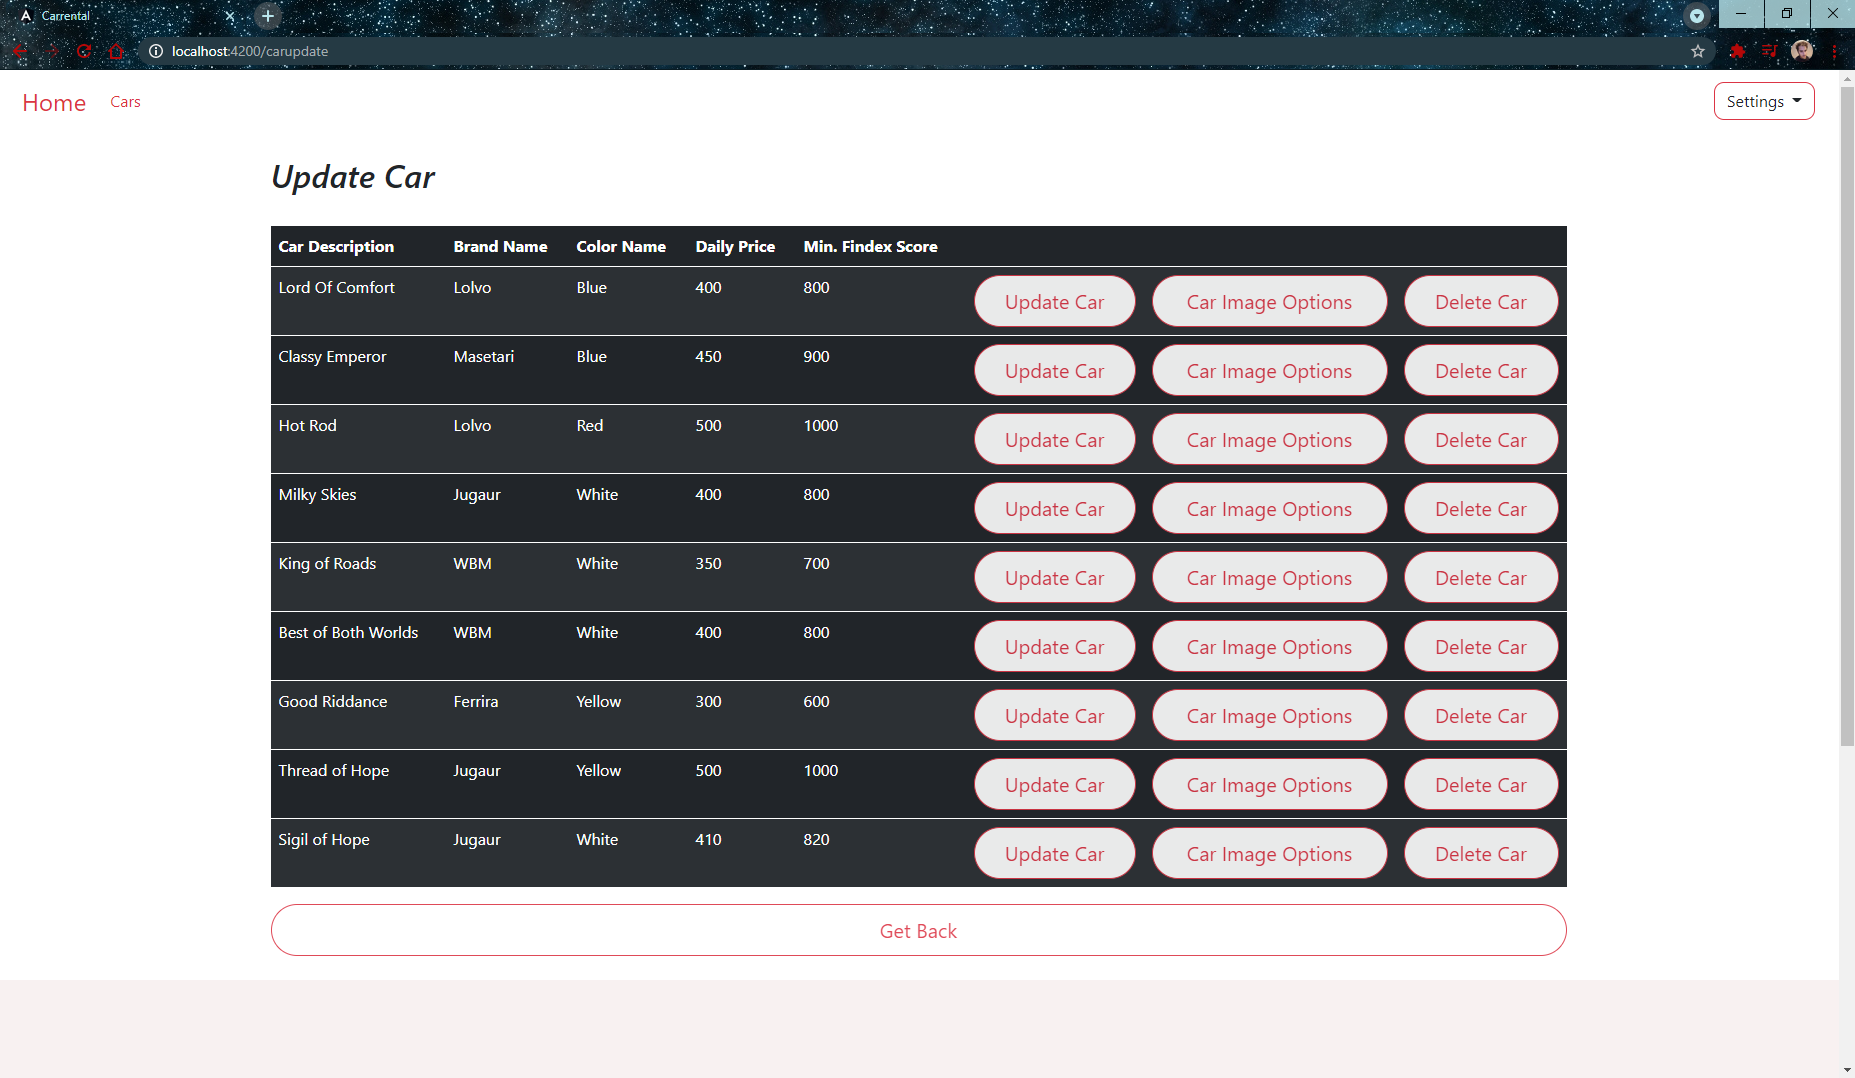 Carrental
localhost:4200/carupdate
Home Cars Settings
Update Car
Car Description Brand Name Color Name Daily Price Min. Findex Score
Lord Of Comfort Lolvo Blue 400 800 Update Car Car Image Options Delete Car
Classy Emperor Masetari Blue 450 900 Update Car Car Image Options Delete Car
Hot Rod Lolvo Red 500 1000 Update Car Car Image Options Delete Car
Milky Skies Jugaur White 400 800 Update Car Car Image Options Delete Car
King of Roads WBM White 350 700 Update Car Car Image Options Delete Car
Best of Both Worlds WBM White 400 800 Update Car Car Image Options Delete Car
Good Riddance Ferrira Yellow 300 600 Update Car Car Image Options Delete Car
Thread of Hope Jugaur Yellow 500 1000 Update Car Car Image Options Delete Car
Sigil of Hope Jugaur White 410 820 Update Car Car Image Options Delete Car
Get Back